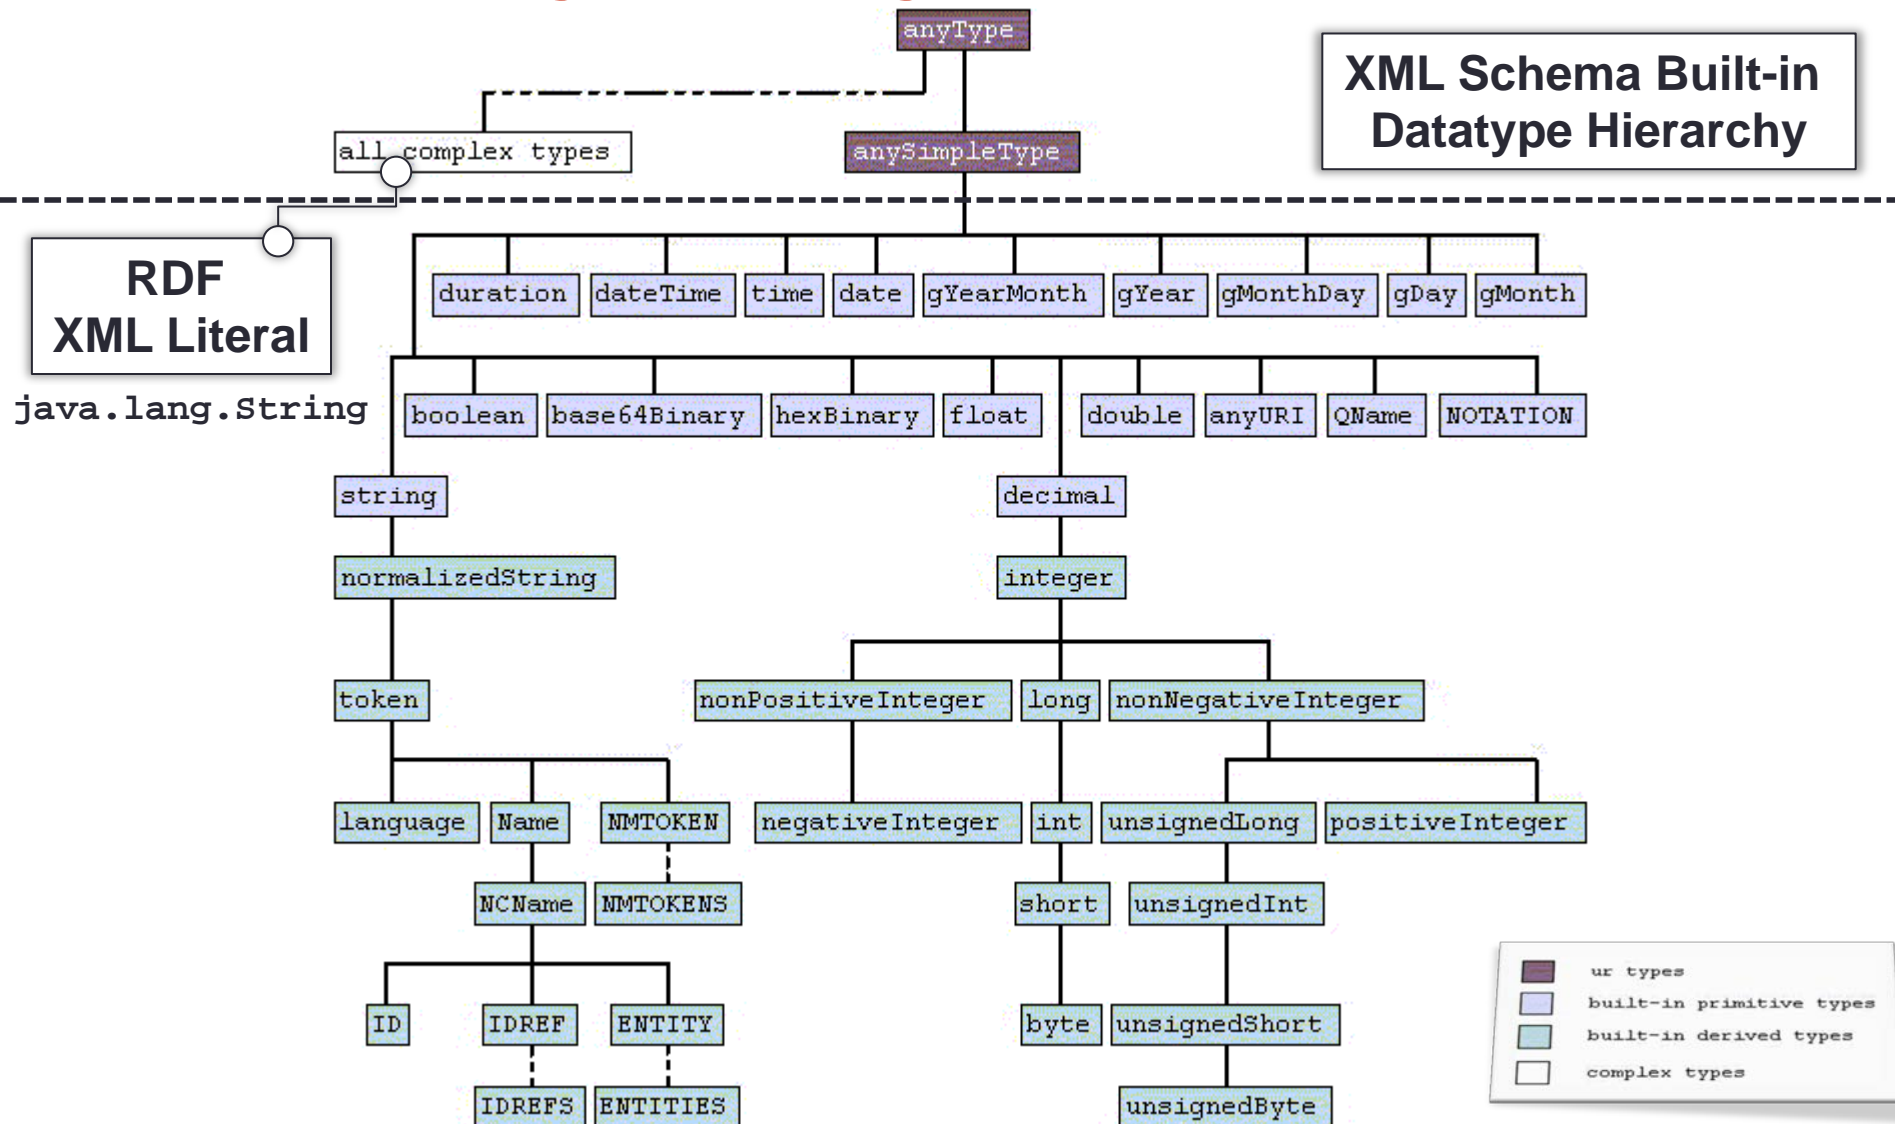 anyType
XML Schema Built-in
Datatype Hierarchy
all complex types
anySimpleType
RDF
XML Literal
java.lang.String
duration dateTime time date gYearMonth gYear gMonthDay gDay gMonth
boolean base64Binary hexBinary float double anyURI QName NOTATION
string decimal
normalizedString integer
token nonPositiveInteger long nonNegativeInteger
language Name NMTOKEN negativeInteger int unsignedLong positiveInteger
NCName NMTOKENS short unsignedInt
ID IDREF ENTITY byte unsignedShort
IDREFS ENTITIES unsignedByte
ur types
built-in primitive types
built-in derived types
complex types